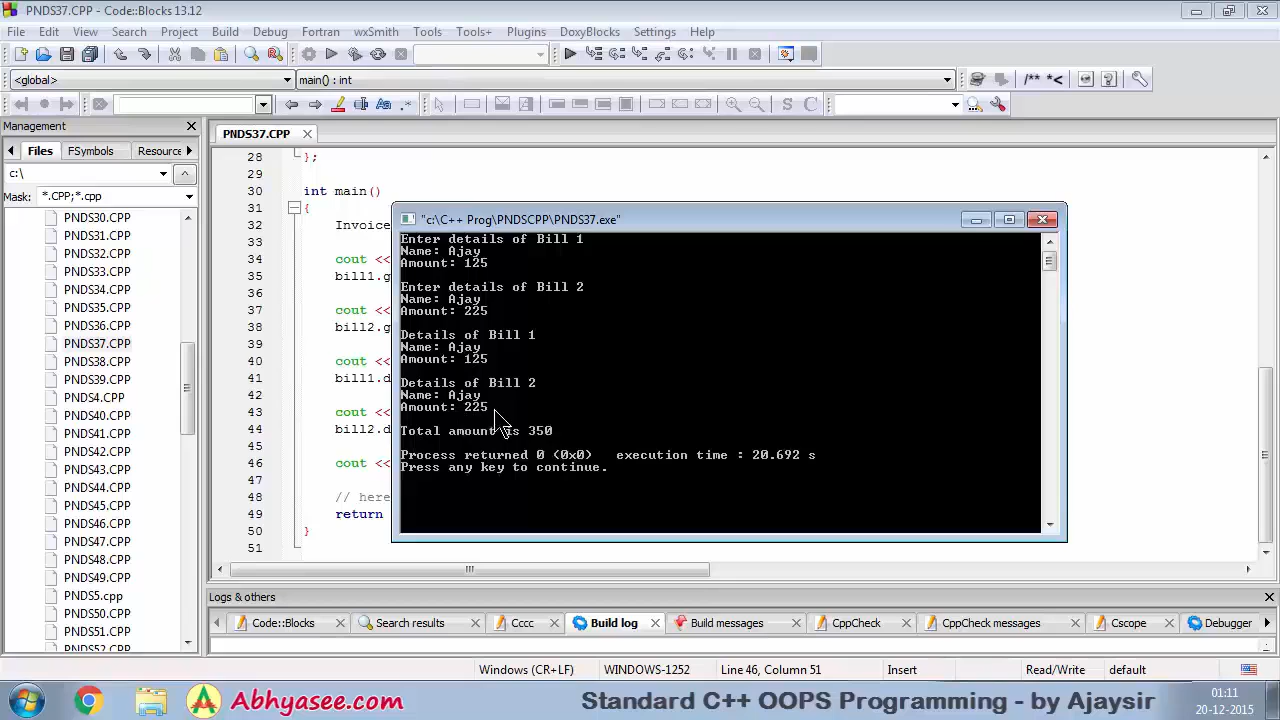 PNDS37.CPP - Code::Blocks 13.12
File Edit View Search Project Build Debug Fortran wxSmith Tools Tools+ Plugins DoxyBlocks Settings Help
<global> main() : int /** *<
S C
Management
PNDS37.CPP
Files FSymbols Resource
c:\
Mask: *.CPP;*.cpp
PNDS30.CPP
PNDS31.CPP
PNDS32.CPP
PNDS33.CPP
PNDS34.CPP
PNDS35.CPP
PNDS36.CPP
PNDS37.CPP
PNDS38.CPP
PNDS39.CPP
PNDS4.CPP
PNDS40.CPP
PNDS41.CPP
PNDS42.CPP
PNDS43.CPP
PNDS44.CPP
PNDS45.CPP
PNDS46.CPP
PNDS47.CPP
PNDS48.CPP
PNDS49.CPP
PNDS5.cpp
PNDS50.CPP
PNDS51.CPP
PNDS52.CPP
28 };
29
30 int main()
31 {
32 Invoice
33
34 cout <<
35 bill1.g
36
37 cout <<
38 bill2.g
39
40 cout <<
41 bill1.d
42
43 cout <<
44 bill2.d
45
46 cout <<
47
48 // here
49 return
50 }
51
"c:\C++ Prog\PNDSCPP\PNDS37.exe"
Enter details of Bill 1
Name: Ajay
Amount: 125
Enter details of Bill 2
Name: Ajay
Amount: 225
Details of Bill 1
Name: Ajay
Amount: 125
Details of Bill 2
Name: Ajay
Amount: 225
Total amount is 350
Process returned 0 (0x0) execution time : 20.692 s
Press any key to continue.
Logs & others
Code::Blocks Search results Cccc Build log Build messages CppCheck CppCheck messages Cscope Debugger
Windows (CR+LF) WINDOWS-1252 Line 46, Column 51 Insert Read/Write default
Abhyasee.com Standard C++ OOPS Programming - by Ajaysir
01:11
20-12-2015